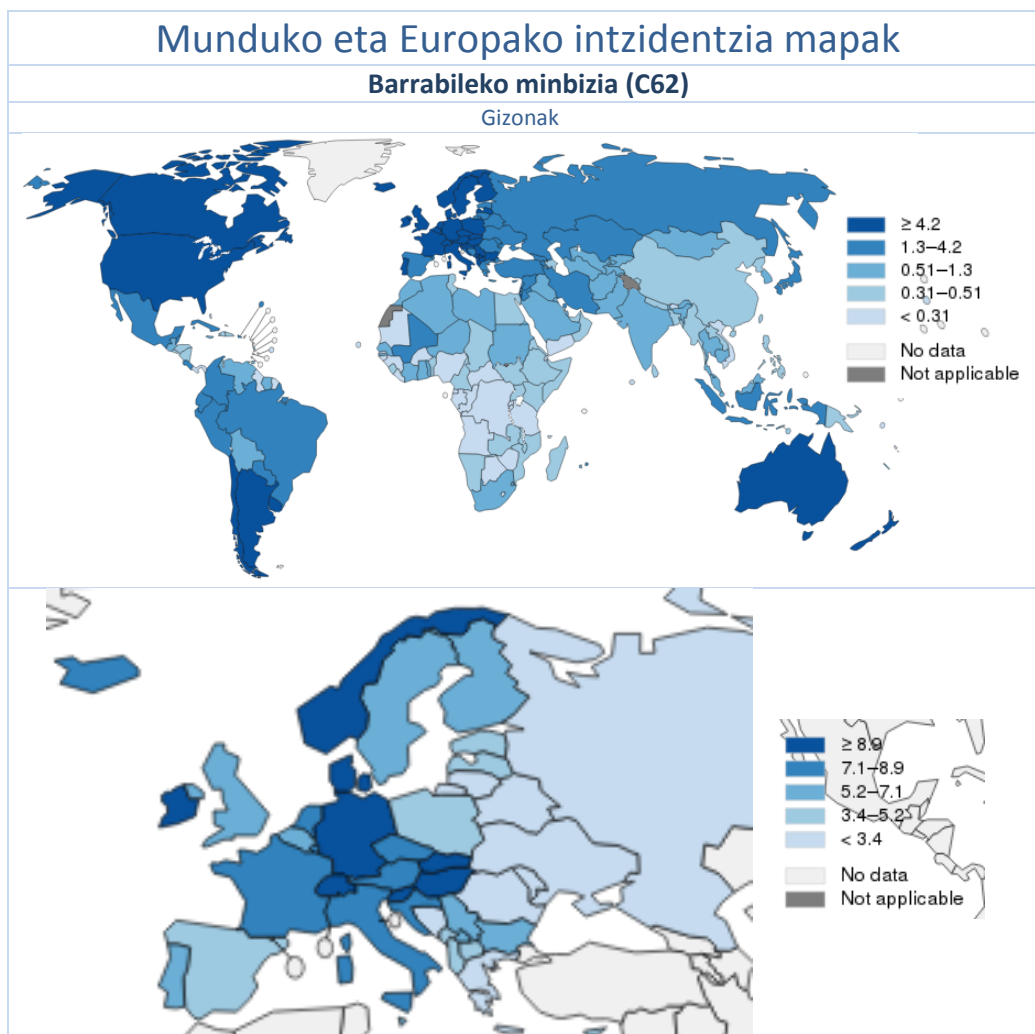 Munduko eta Europako intzidentzia mapak
Barrabileko minbizia (C62)
Gizonak
≥ 4.2
1.3–4.2
0.51–1.3
0.31–0.51
< 0.31
No data
Not applicable
≥ 8.9
7.1–8.9
5.2–7.1
3.4–5.2
< 3.4
No data
Not applicable